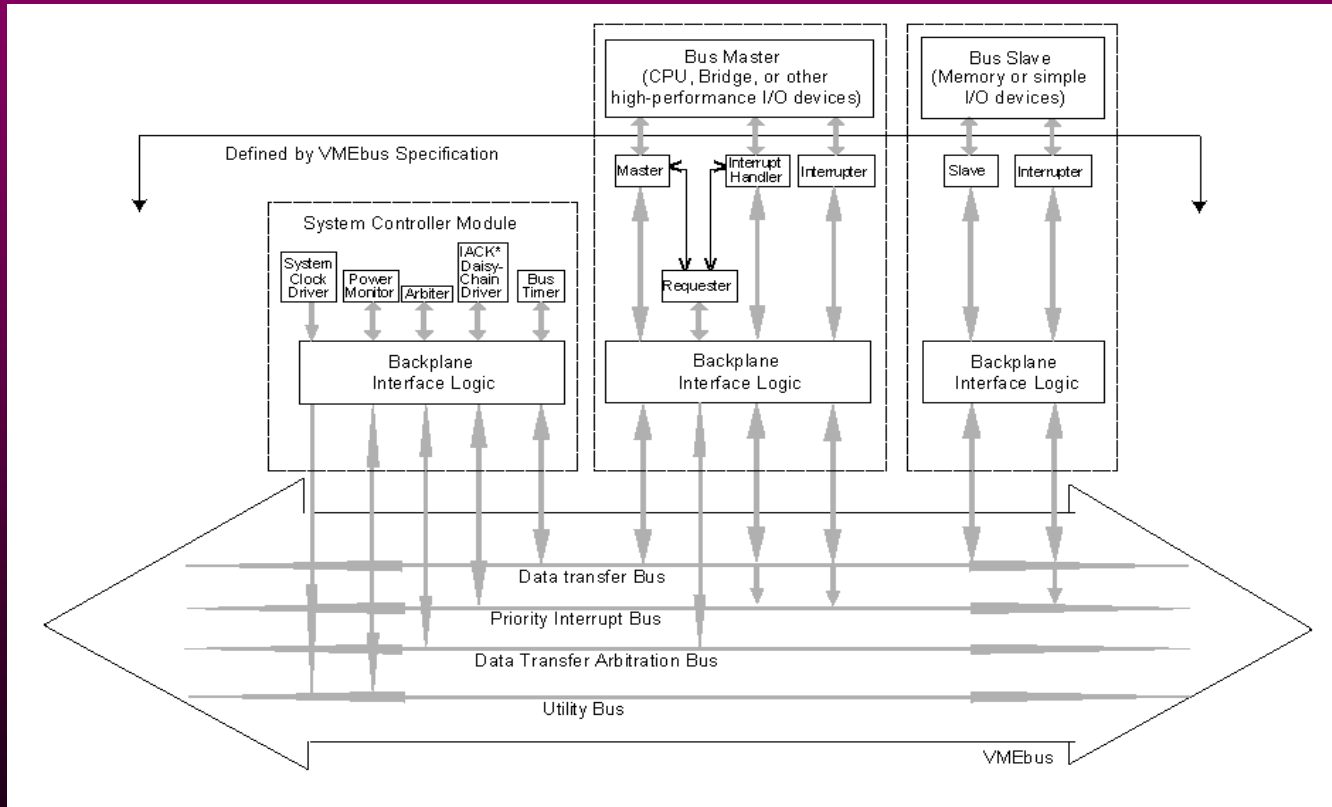 Bus Master
(CPU, Bridge, or other
high-performance I/O devices)
Bus Slave
(Memory or simple
I/O devices)
Defined by VMEbus Specification
Master
Interrupt
Handler
Interrupter
Slave
Interrupter
System Controller Module
System
Clock
Driver
Power
Monitor
Arbiter
IACK*
Daisy-
Chain
Driver
Bus
Timer
Requester
Backplane
Interface Logic
Backplane
Interface Logic
Backplane
Interface Logic
Data transfer Bus
Priority Interrupt Bus
Data Transfer Arbitration Bus
Utility Bus
VMEbus